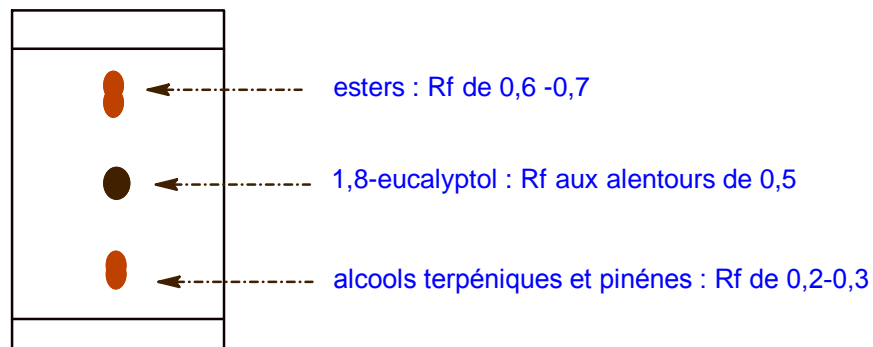 esters : Rf de 0,6 -0,7
1,8-eucalyptol : Rf aux alentours de 0,5
alcools terpéniques et pinénes : Rf de 0,2-0,3